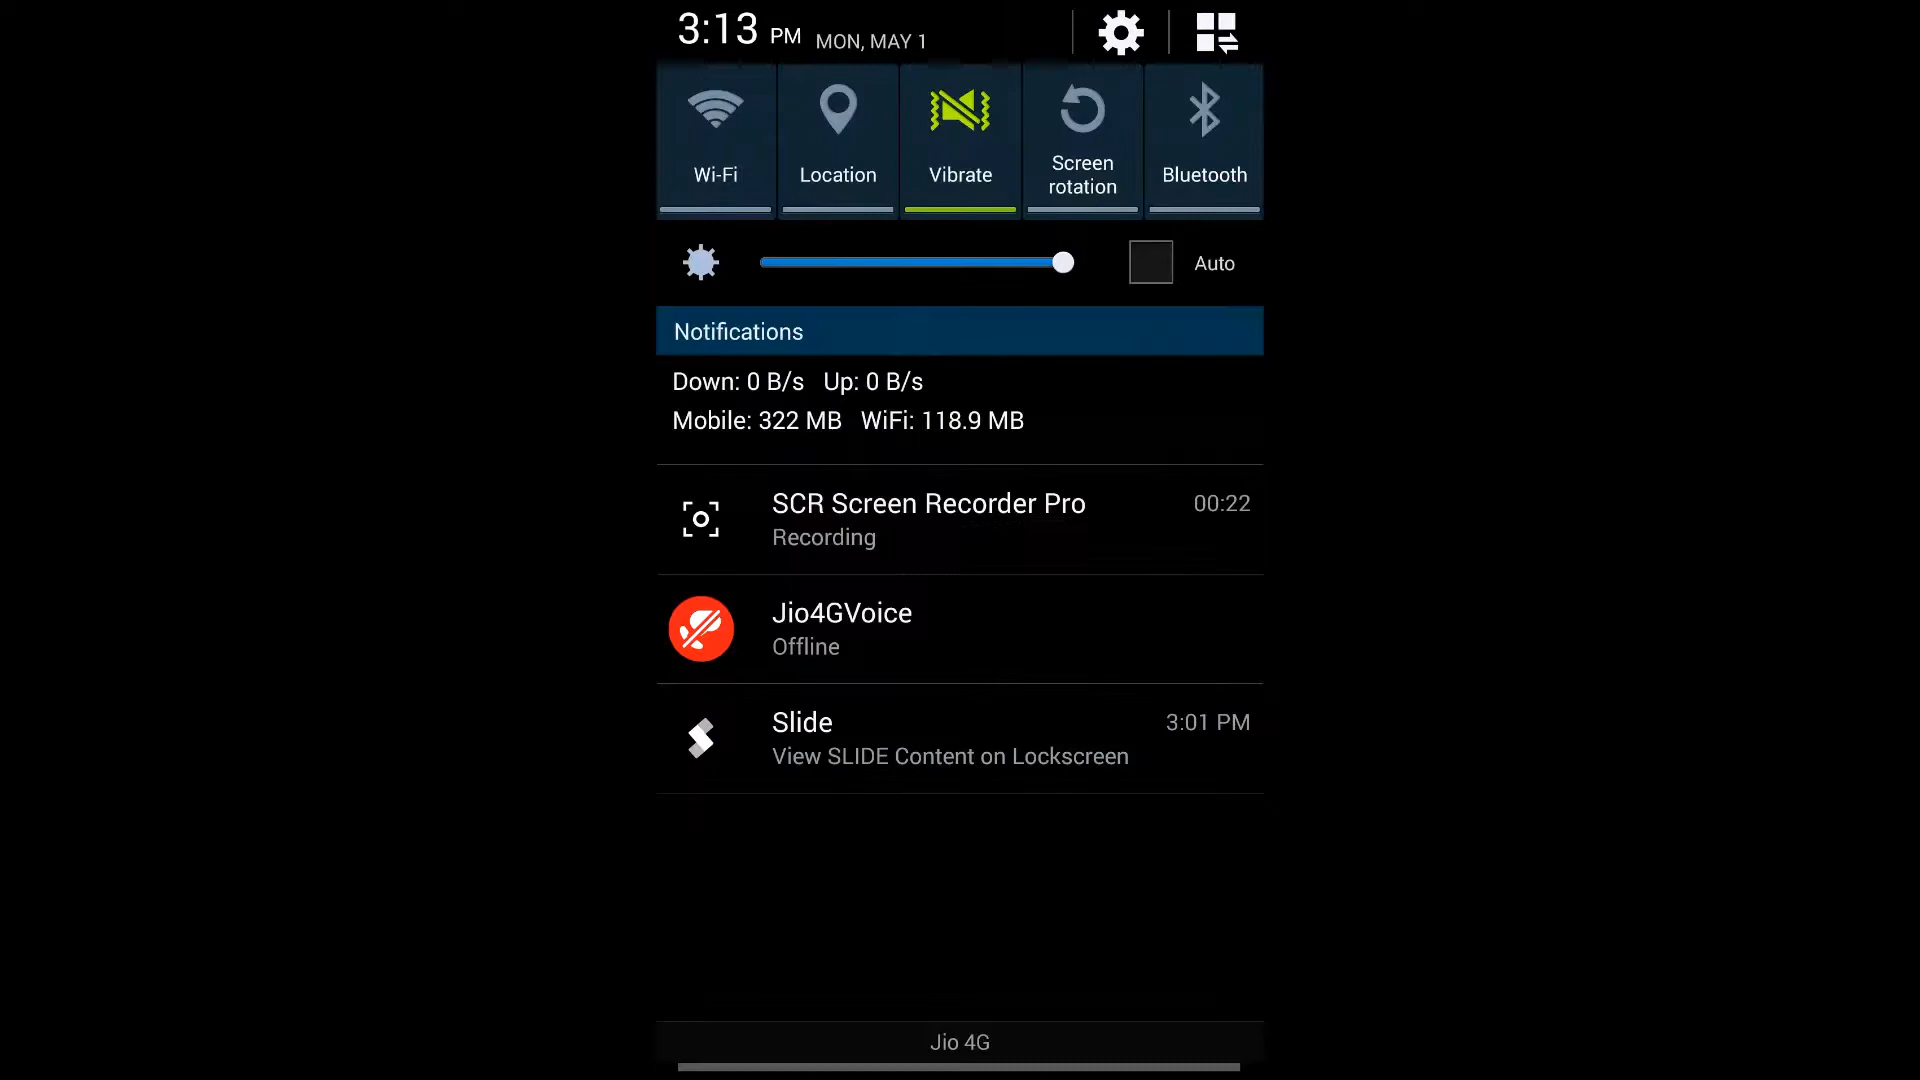 3:13 PM MON, MAY 1
Wi-Fi Location Vibrate Screen rotation Bluetooth
Auto
Notifications
Down: 0 B/s Up: 0 B/s
Mobile: 322 MB WiFi: 118.9 MB
SCR Screen Recorder Pro 00:22
Recording
Jio4GVoice
Offline
Slide 3:01 PM
View SLIDE Content on Lockscreen
Jio 4G